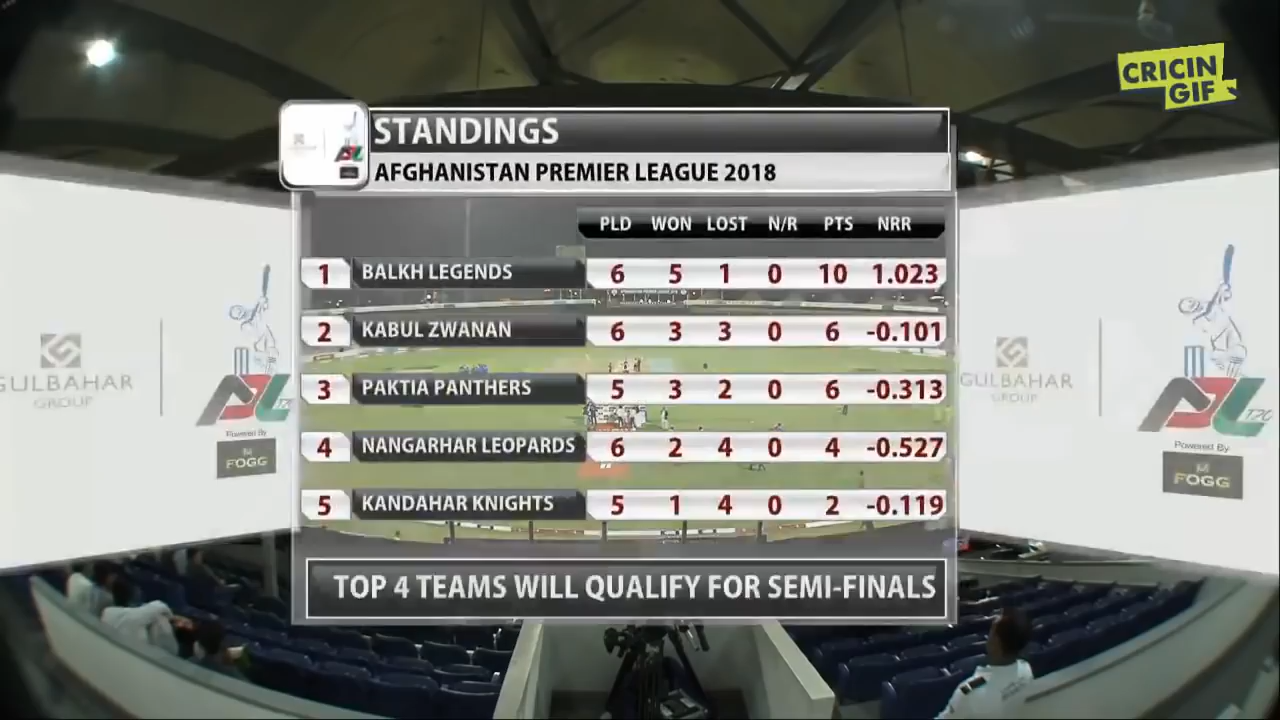 CRICIN
GIF
STANDINGS
AFGHANISTAN PREMIER LEAGUE 2018
PLD WON LOST N/R PTS NRR
1 BALKH LEGENDS 6 5 1 0 10 1.023
2 KABUL ZWANAN 6 3 3 0 6 -0.101
3 PAKTIA PANTHERS 5 3 2 0 6 -0.313
4 NANGARHAR LEOPARDS 6 2 4 0 4 -0.527
5 KANDAHAR KNIGHTS 5 1 4 0 2 -0.119
TOP 4 TEAMS WILL QUALIFY FOR SEMI-FINALS
GULBAHAR
GROUP
APL
Powered By
FOGG
GULBAHAR
GROUP
APL T20
Powered By
FOGG